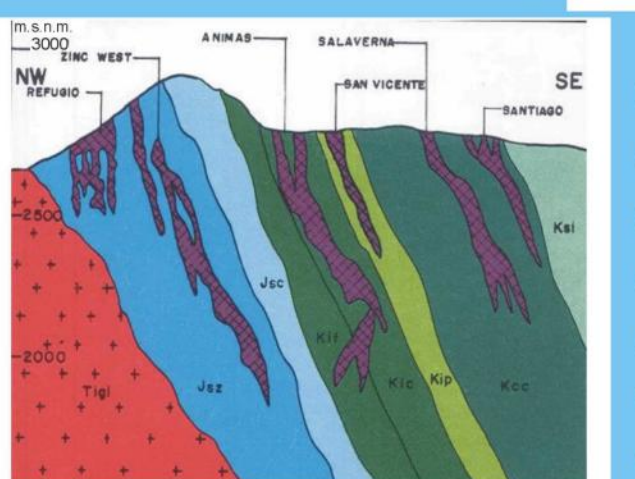 m.s.n.m.
3000
ANIMAS
SALAVERNA
ZINC WEST
NW
SAN VICENTE
SE
REFUGIO
SANTIAGO
2500
Ksi
Jsc
Kit
2000
Tigi
Jsz
Kic
Kip
Kcc